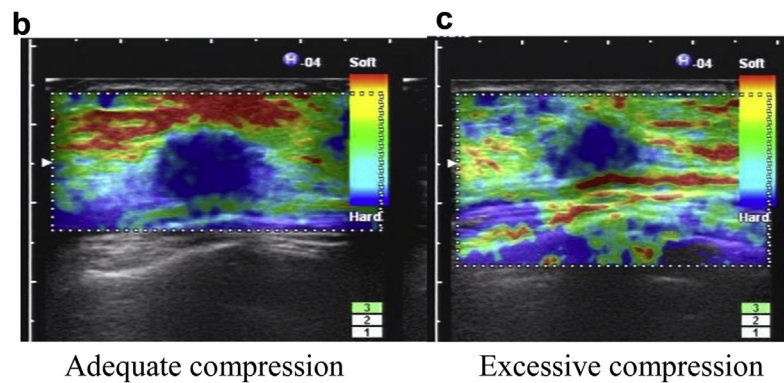 b
H -04
Soft
Hard
3
2
1
Adequate compression
c
H -04
Soft
Hard
3
2
1
Excessive compression